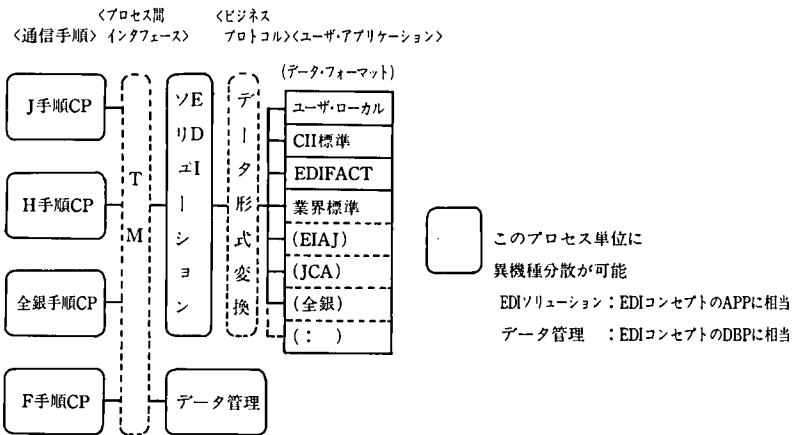 〈プロセス間
〈ビジネス
〈通信手順〉
インタフェース〉
プロトコル〉
〈ユーザ・アプリケーション〉
(データ・フォーマット)
J手順CP
H手順CP
全銀手順CP
F手順CP
TM
EDI
ソリューション
データ形式変換
ユーザ・ローカル
CII標準
EDIFACT
業界標準
(EIAJ)
(JCA)
(全銀)
(: )
データ管理
このプロセス単位に
異機種分散が可能
EDIソリューション:EDIコンセプトのAPPに相当
データ管理 :EDIコンセプトのDBPに相当